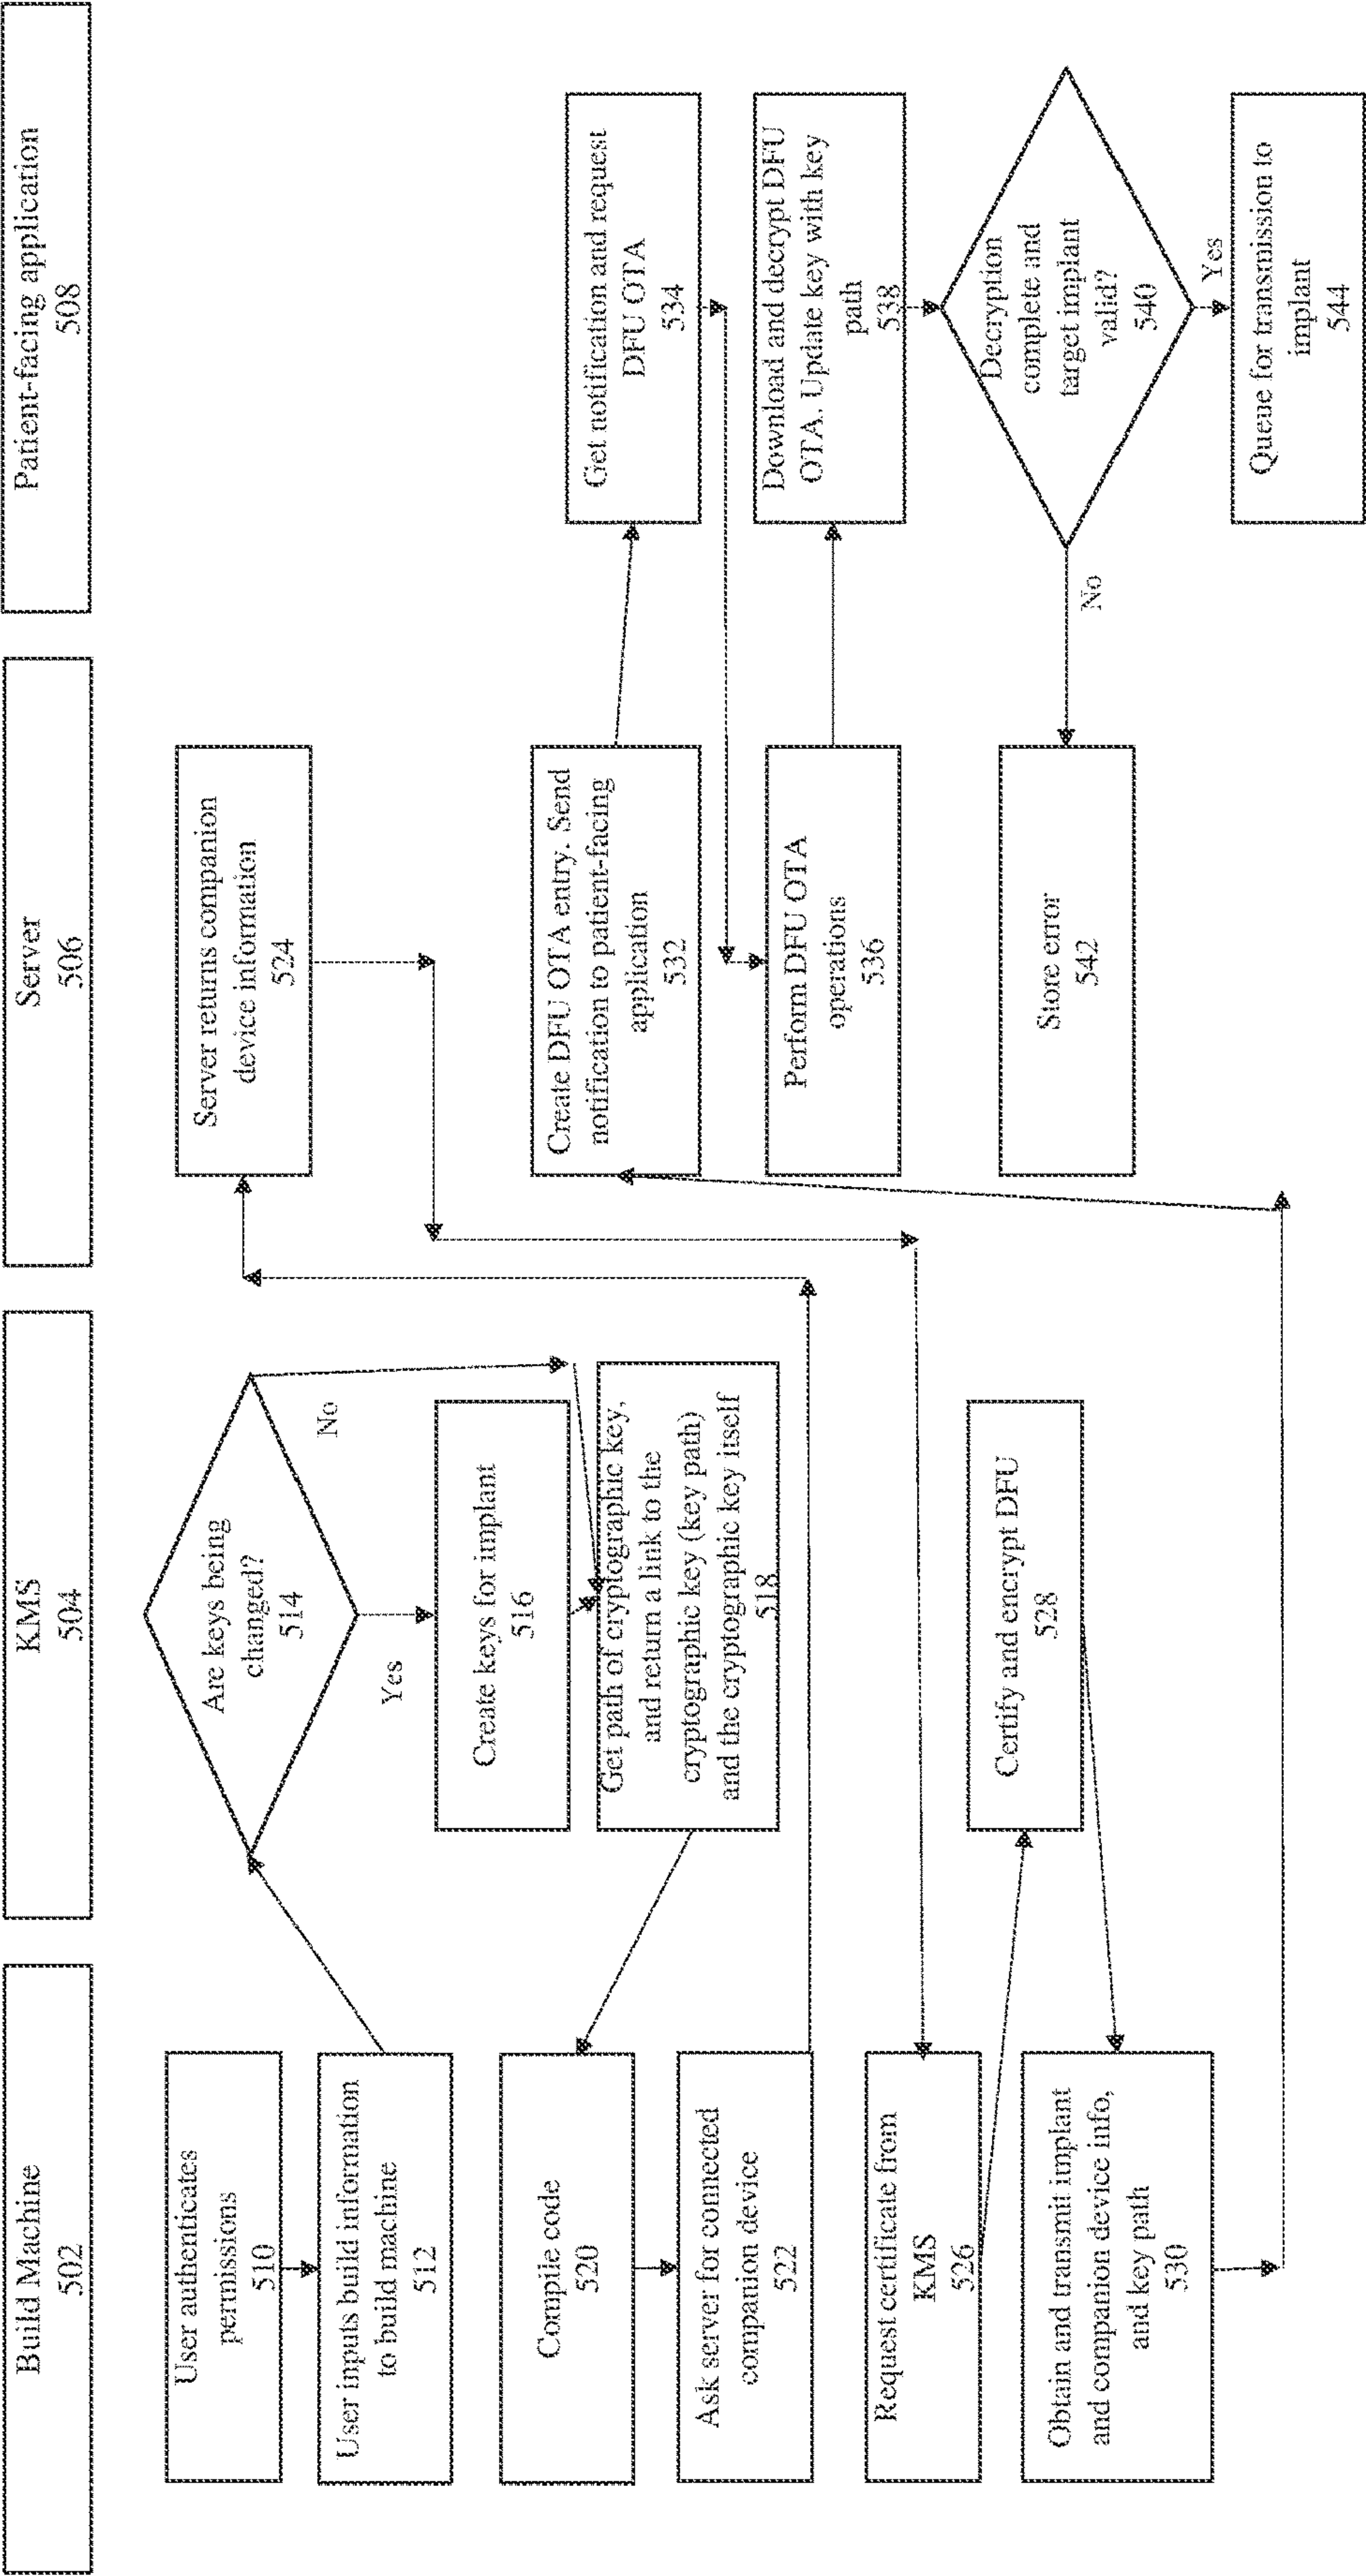 Build Machine
502
KMS
504
Server
506
Patient-facing application
508
User authenticates
permissions
510
User inputs build information
to build machine
512
Are keys being
changed?
514
No
Yes
Create keys for implant
516
Get path of cryptographic key,
and return a link to the
cryptographic key (key path)
and the cryptographic key itself
518
Compile code
520
Ask server for connected
companion device
522
Server returns companion
device information
524
Request certificate from
KMS
526
Certify and encrypt DFU
528
Obtain and transmit implant
and companion device info,
and key path
530
Create DFU OTA entry. Send
notification to patient-facing
application
532
Get notification and request
DFU OTA
534
Perform DFU OTA
operations
536
Download and decrypt DFU
OTA. Update key with key
path
538
Decryption
complete and
target implant
valid?
540
No
Yes
Store error
542
Queue for transmission to
implant
544